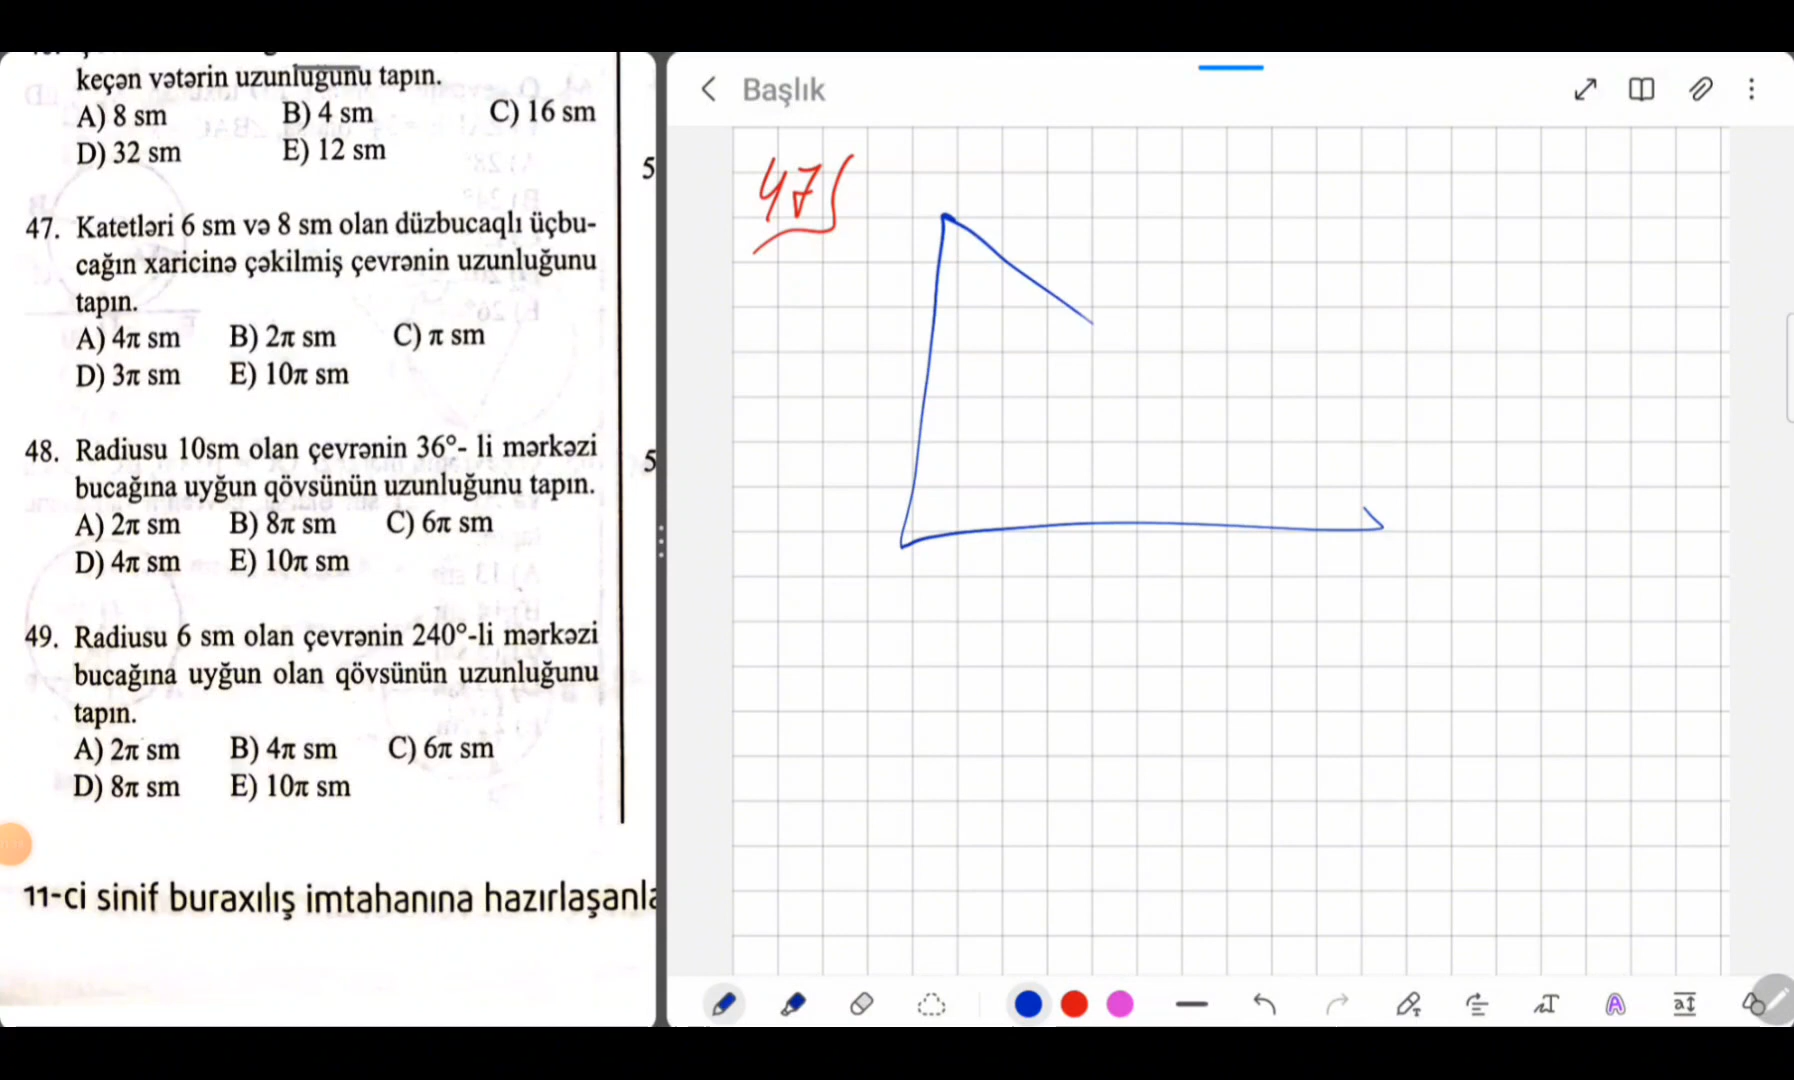 keçən vətərin uzunluğunu tapın.
A) 8 sm B) 4 sm C) 16 sm
D) 32 sm E) 12 sm
47. Katetləri 6 sm və 8 sm olan düzbucaqlı üçbu-
cağın xaricinə çəkilmiş çevrənin uzunluğunu
tapın.
A) 4π sm B) 2π sm C) π sm
D) 3π sm E) 10π sm
48. Radiusu 10sm olan çevrənin 36°- li mərkəzi
bucağına uyğun qövsünün uzunluğunu tapın.
A) 2π sm B) 8π sm C) 6π sm
D) 4π sm E) 10π sm
49. Radiusu 6 sm olan çevrənin 240°-li mərkəzi
bucağına uyğun olan qövsünün uzunluğunu
tapın.
A) 2π sm B) 4π sm C) 6π sm
D) 8π sm E) 10π sm
11-ci sinif buraxılış imtahanına hazırlaşanla
5
5
Başlık
47